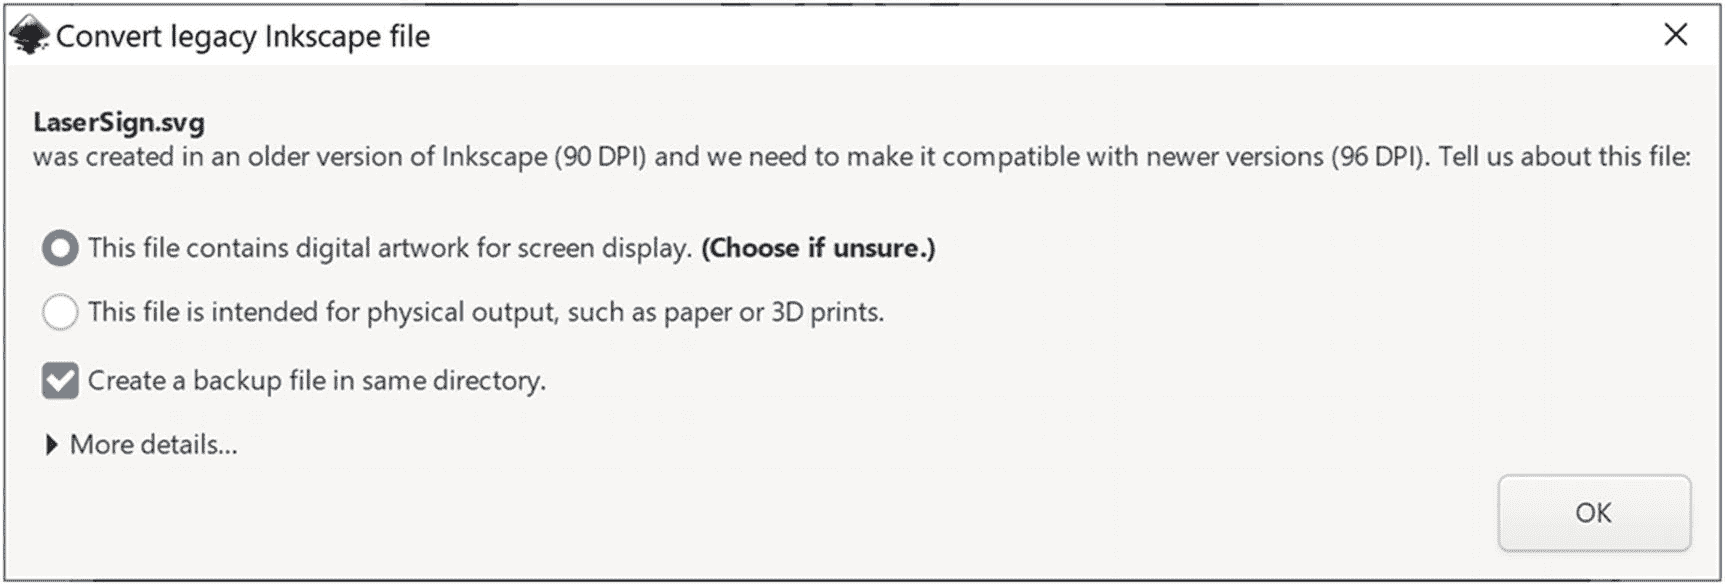 Convert legacy Inkscape file
LaserSign.svg
was created in an older version of Inkscape (90 DPI) and we need to make it compatible with newer versions (96 DPI). Tell us about this file:
This file contains digital artwork for screen display. (Choose if unsure.)
This file is intended for physical output, such as paper or 3D prints.
Create a backup file in same directory.
More details...
OK